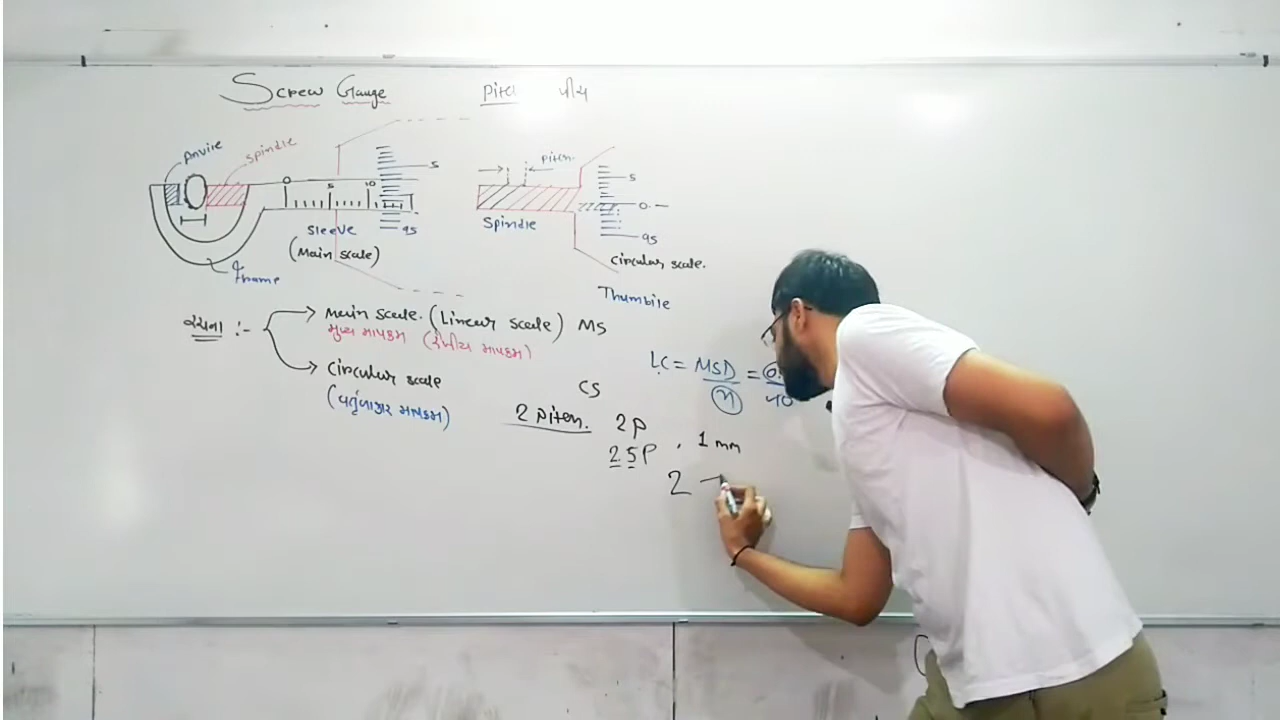 Screw Gauge
Pitc પીચ
Anvile
spindle
0 5 10
5
95
Sleeve
(Main scale)
frame
Pitch.
5
0.
95
Spindle
circular scale.
Thumbile
રચના :-
Main scale. (Linear scale) MS
મુખ્ય માપક્રમ (રેખીય માપક્રમ)
Circular scale
CS
(વર્તુળાકાર માપક્રમ)
LC = MSD / n =
2 Pitch. 2P
25P , 1 mm
2